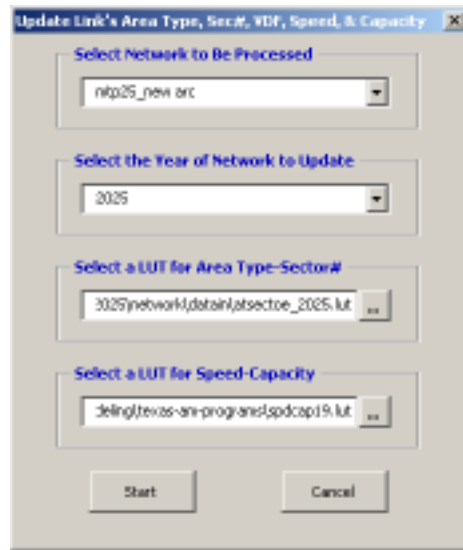 Update Link's Area Type, Sec#, VDF, Speed, & Capacity
Select Network to Be Processed
mtp25_new arc
Select the Year of Network to Update
2025
Select a LUT for Area Type-Sector#
2025\network\datain\atsectoe_2025.lut ...
Select a LUT for Speed-Capacity
deling\texas-am-programs\spdcap19.lut ...
Start Cancel